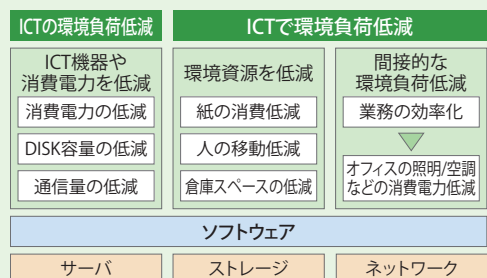 ICTの環境負荷低減
ICTで環境負荷低減
ICT機器や
消費電力を低減
消費電力の低減
DISK容量の低減
通信量の低減
環境資源を低減
紙の消費低減
人の移動低減
倉庫スペースの低減
間接的な
環境負荷低減
業務の効率化
オフィスの照明/空調
などの消費電力低減
ソフトウェア
サーバ
ストレージ
ネットワーク